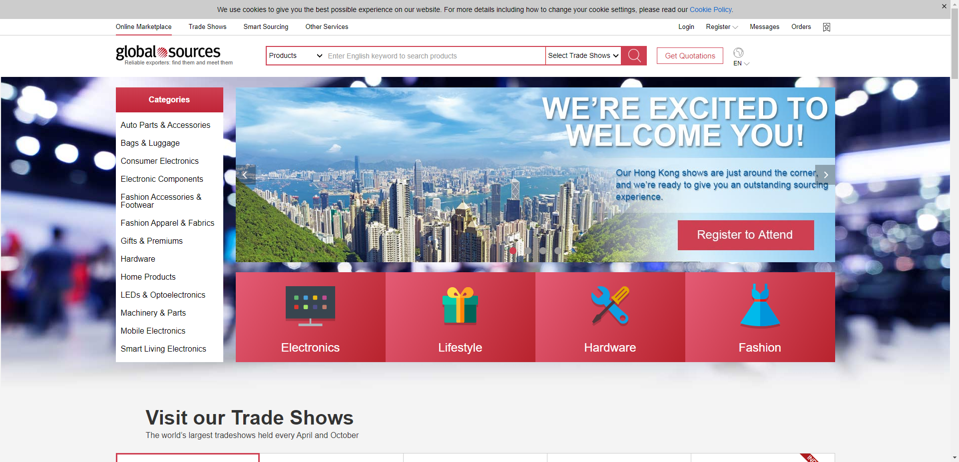 We use cookies to give you the best possible experience on our website. For more details including how to change your cookie settings, please read our Cookie Policy.
Online Marketplace Trade Shows Smart Sourcing Other Services Login Register Messages Orders
global sources
Reliable exporters: find them and meet them
Products Enter English keyword to search products Select Trade Shows Get Quotations EN
Categories
Auto Parts & Accessories
Bags & Luggage
Consumer Electronics
Electronic Components
Fashion Accessories &
Footwear
Fashion Apparel & Fabrics
Gifts & Premiums
Hardware
Home Products
LEDs & Optoelectronics
Machinery & Parts
Mobile Electronics
Smart Living Electronics
WE'RE EXCITED TO
WELCOME YOU!
Our Hong Kong shows are just around the corner,
and we're ready to give you an outstanding sourcing
experience.
Register to Attend
Electronics Lifestyle Hardware Fashion
Visit our Trade Shows
The world's largest tradeshows held every April and October